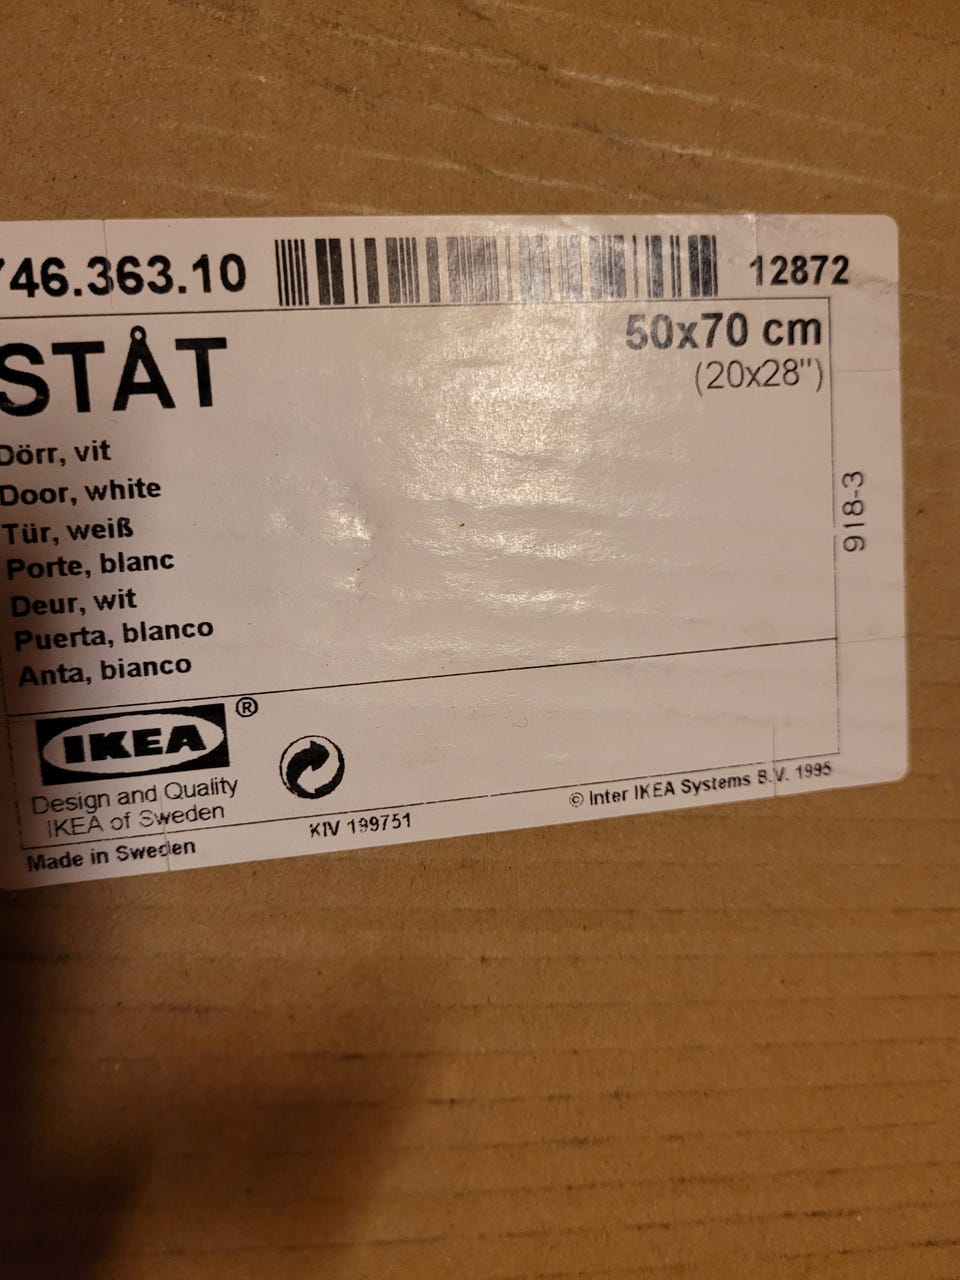 746.363.10 12872
STÅT 50x70 cm
(20x28")
Dörr, vit
Door, white
Tür, weiß
Porte, blanc
Deur, wit
Puerta, blanco
Anta, bianco
918-3
IKEA ®
Design and Quality
IKEA of Sweden
Made in Sweden
KIV 199751
© Inter IKEA Systems B.V. 1995